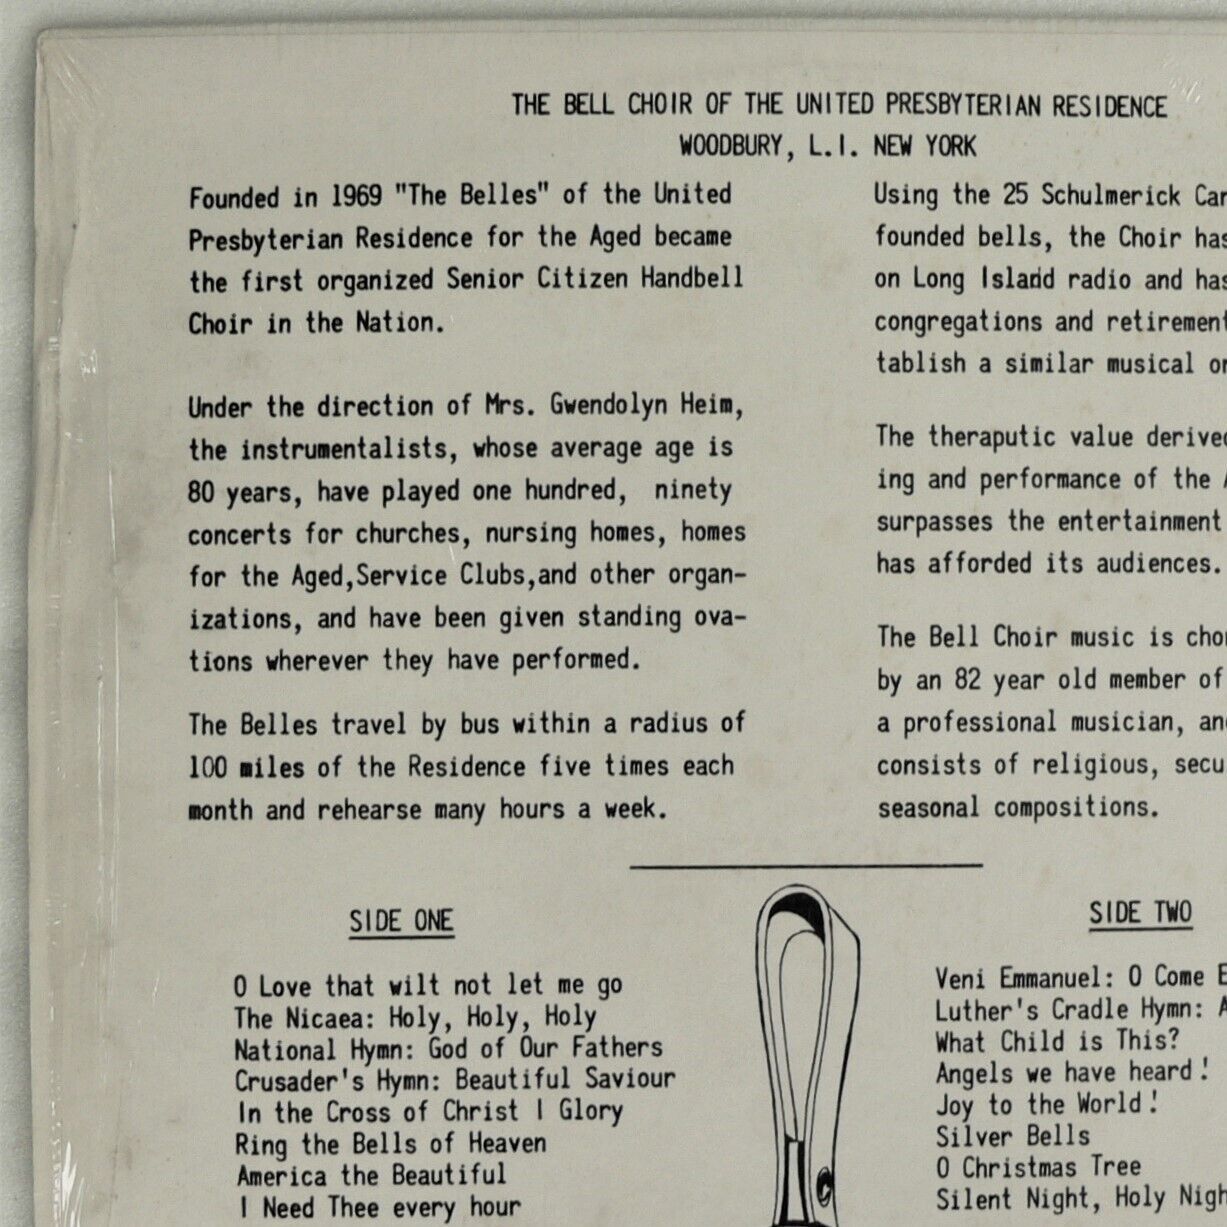 THE BELL CHOIR OF THE UNITED PRESBYTERIAN RESIDENCE
WOODBURY, L.I. NEW YORK
Founded in 1969 "The Belles" of the United
Presbyterian Residence for the Aged became
the first organized Senior Citizen Handbell
Choir in the Nation.
Under the direction of Mrs. Gwendolyn Heim,
the instrumentalists, whose average age is
80 years, have played one hundred, ninety
concerts for churches, nursing homes, homes
for the Aged,Service Clubs,and other organ-
izations, and have been given standing ova-
tions wherever they have performed.
The Belles travel by bus within a radius of
100 miles of the Residence five times each
month and rehearse many hours a week.
Using the 25 Schulmerick
founded bells, the Choir has
on Long Island radio and has
congregations and retirement
tablish a similar musical
The theraputic value
ing and performance of the
surpasses the entertainment
has afforded its audiences.
The Bell Choir music is
by an 82 year old member of
a professional musician,
consists of religious,
seasonal compositions.
SIDE ONE
O Love that wilt not let me go
The Nicaea: Holy, Holy, Holy
National Hymn: God of Our Fathers
Crusader's Hymn: Beautiful Saviour
In the Cross of Christ I Glory
Ring the Bells of Heaven
America the Beautiful
I Need Thee every hour
SIDE TWO
Veni Emmanuel: O Come
Luther's Cradle Hymn:
What Child is This?
Angels we have heard!
Joy to the World!
Silver Bells
O Christmas Tree
Silent Night, Holy